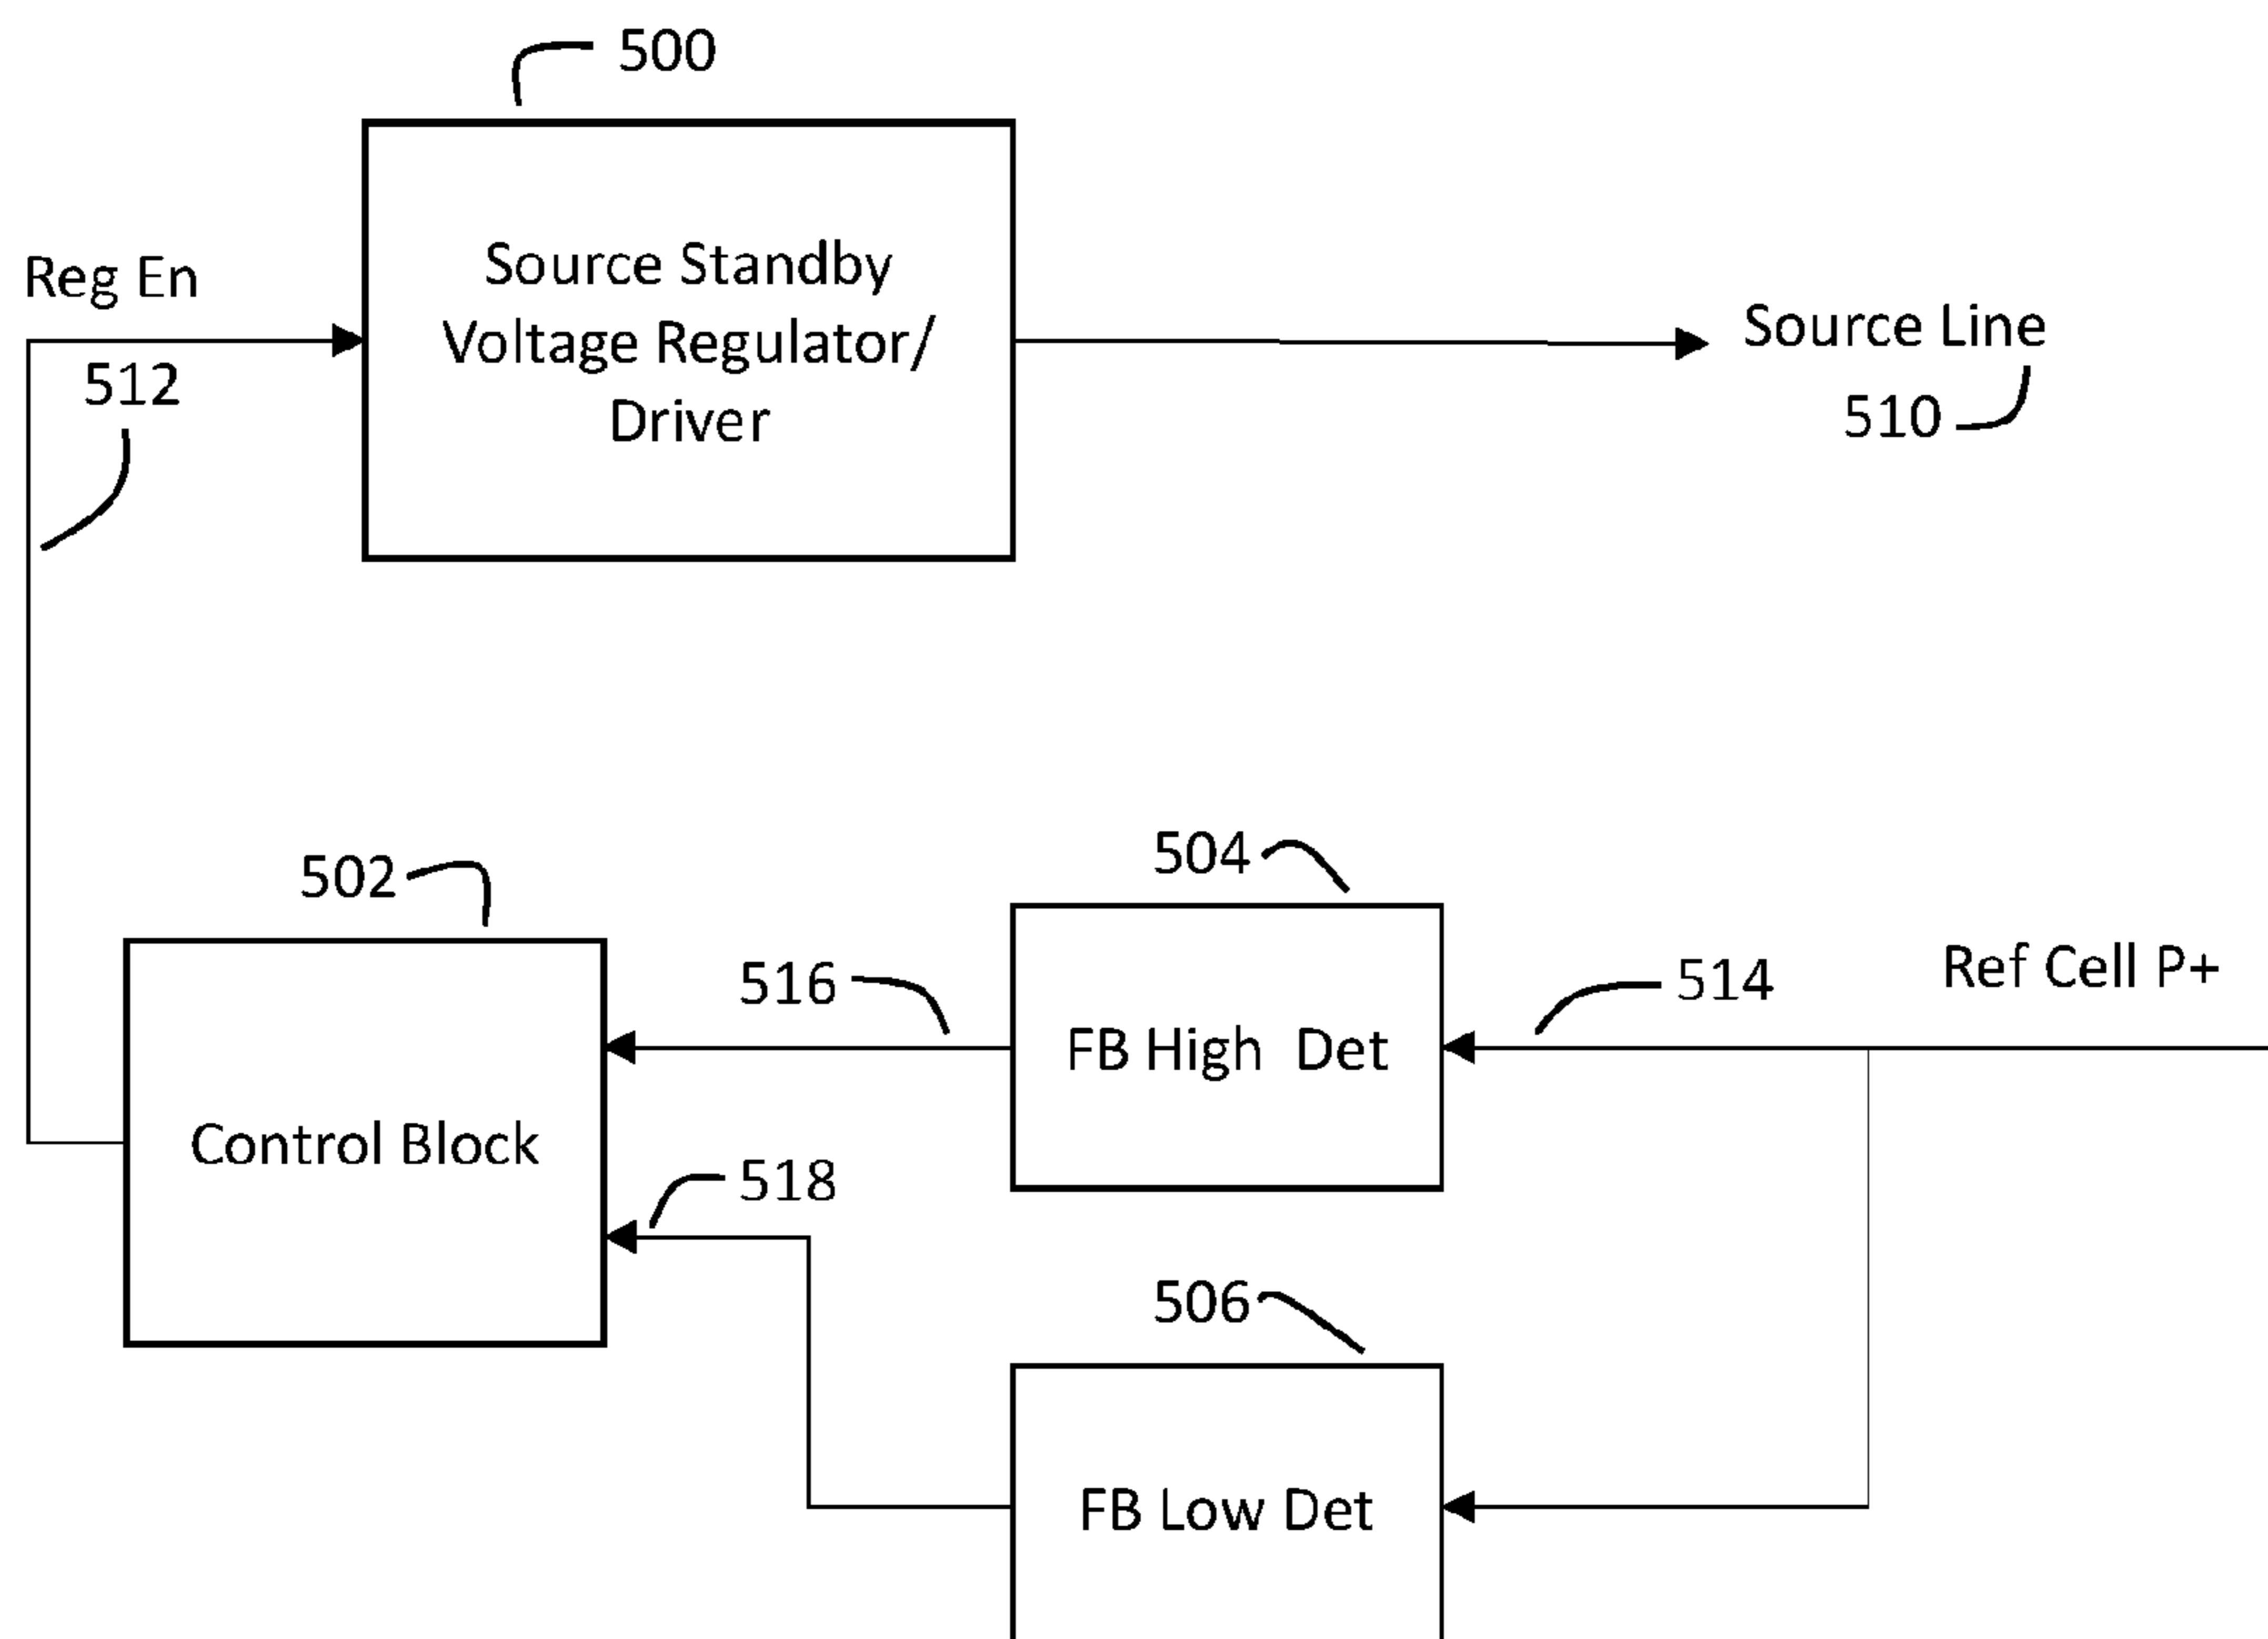 500
Reg En
512
Source Standby
Voltage Regulator/
Driver
Source Line
510
502
504
516
514
Ref Cell P+
FB High Det
Control Block
518
506
FB Low Det